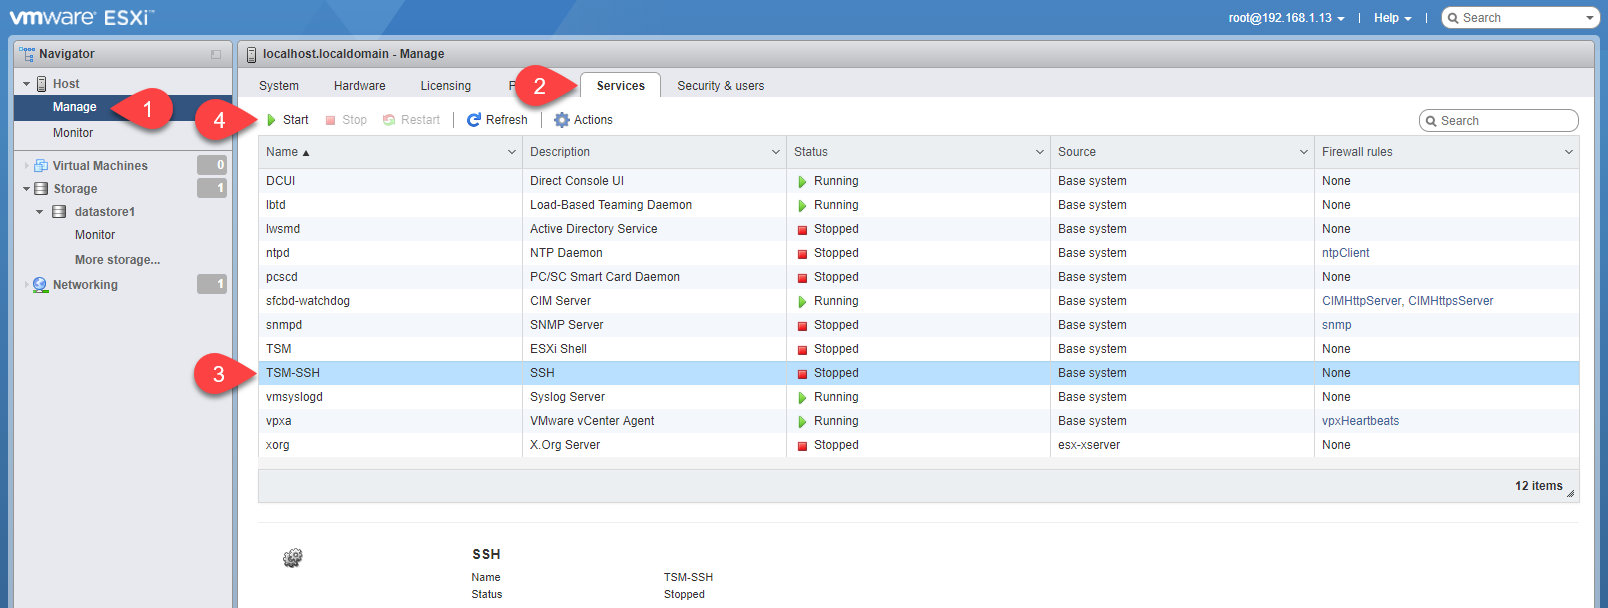 vmware ESXi™
root@192.168.1.13 | Help | Search
Navigator
Host
Manage
Monitor
Virtual Machines 0
Storage 1
datastore1
Monitor
More storage...
Networking 1
1
localhost.localdomain - Manage
System Hardware Licensing P 2 Services Security & users
4 Start Stop Restart | Refresh | Actions Search
Name Description Status Source Firewall rules
DCUI Direct Console UI Running Base system None
lbtd Load-Based Teaming Daemon Running Base system None
lwsmd Active Directory Service Stopped Base system None
ntpd NTP Daemon Stopped Base system ntpClient
pcscd PC/SC Smart Card Daemon Stopped Base system None
sfcbd-watchdog CIM Server Running Base system CIMHttpServer, CIMHttpsServer
snmpd SNMP Server Stopped Base system snmp
TSM ESXi Shell Stopped Base system None
3 TSM-SSH SSH Stopped Base system None
vmsyslogd Syslog Server Running Base system None
vpxa VMware vCenter Agent Running Base system vpxHeartbeats
xorg X.Org Server Stopped esx-xserver None
12 items
SSH
Name TSM-SSH
Status Stopped